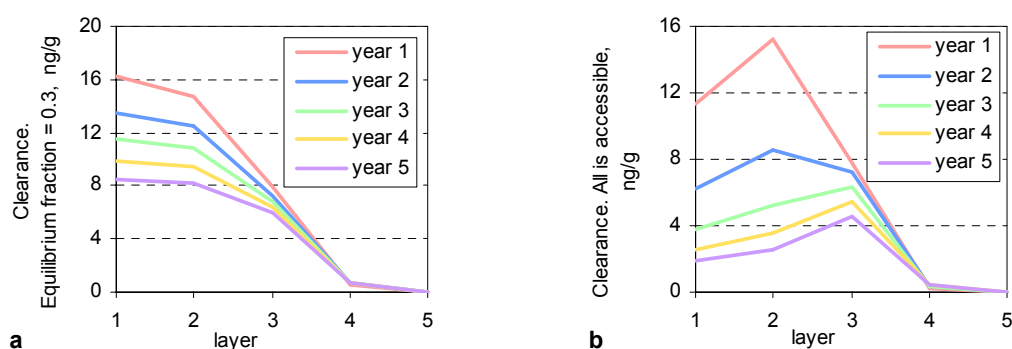 Clearance.
Equilibrium fraction = 0.3, ng/g
20
16
12
8
4
0
year 1
year 2
year 3
year 4
year 5
1 2 3 4 5
layer
a
Clearance. All is accessible,
ng/g
16
12
8
4
0
year 1
year 2
year 3
year 4
year 5
1 2 3 4 5
layer
b